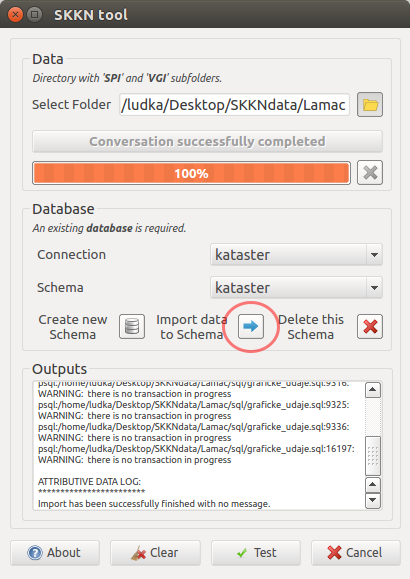 SKKN tool
Data
Directory with 'SPI' and 'VGI' subfolders.
Select Folder /ludka/Desktop/SKKNdata/Lamac
Conversation successfully completed
100%
Database
An existing database is required.
Connection kataster
Schema kataster
Create new Import data Delete this
Schema to Schema Schema
Outputs
psql:/home/ludka/Desktop/SKKNdata/Lamac/sql/graficke_udaje.sql:9316:
WARNING: there is no transaction in progress
psql:/home/ludka/Desktop/SKKNdata/Lamac/sql/graficke_udaje.sql:9325:
WARNING: there is no transaction in progress
psql:/home/ludka/Desktop/SKKNdata/Lamac/sql/graficke_udaje.sql:9336:
WARNING: there is no transaction in progress
psql:/home/ludka/Desktop/SKKNdata/Lamac/sql/graficke_udaje.sql:16197:
WARNING: there is no transaction in progress
ATTRIBUTIVE DATA LOG:
************************
Import has been successfully finished with no message.
About Clear Test Cancel